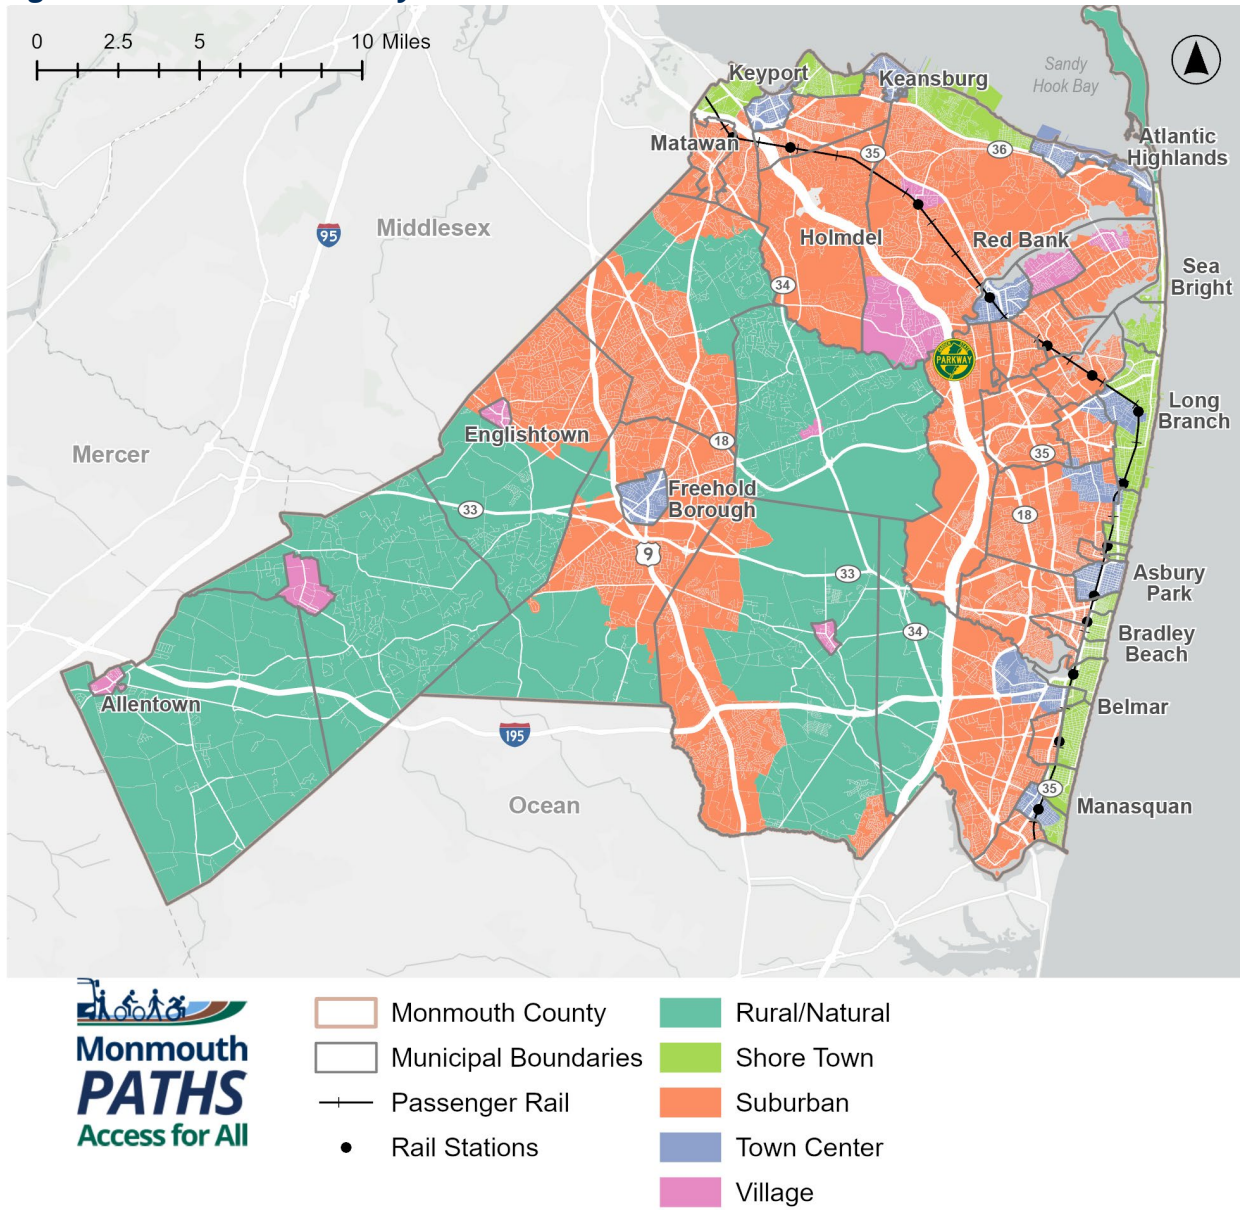 0 2.5 5 10 Miles
Sandy
Hook Bay
Keyport
Keansburg
Matawan
35
36
Atlantic
Highlands
95
Middlesex
Holmdel
Red Bank
34
Sea
Bright
PARKWAY
Long
Branch
Englishtown
18
35
Mercer
33
Freehold
Borough
18
9
33
Asbury
Park
34
Bradley
Beach
Allentown
Belmar
195
Ocean
35
Manasquan
Monmouth
PATHS
Access for All
Monmouth County
Municipal Boundaries
Passenger Rail
Rail Stations
Rural/Natural
Shore Town
Suburban
Town Center
Village